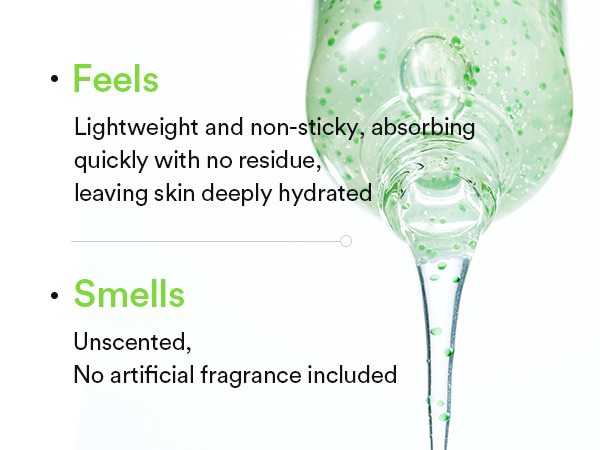 Feels
Lightweight and non-sticky, absorbing
quickly with no residue,
leaving skin deeply hydrated
Smells
Unscented,
No artificial fragrance included